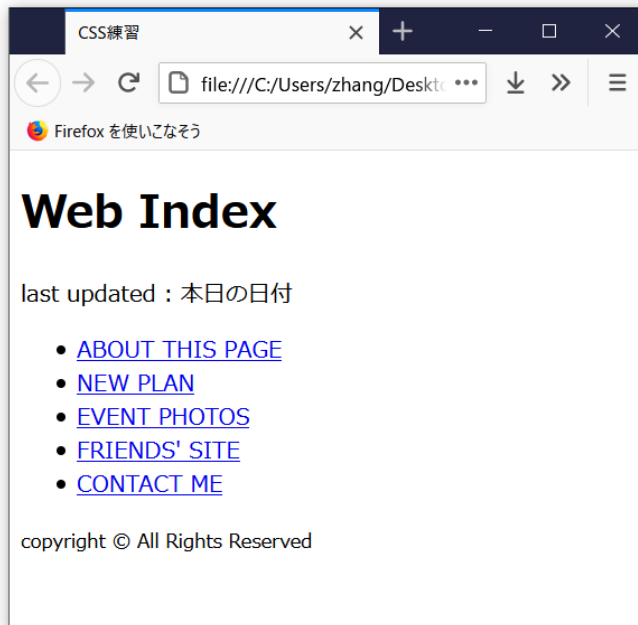 CSS練習
file:///C:/Users/zhang/Deskto
Firefox を使いこなそう
Web Index
last updated : 本日の日付
ABOUT THIS PAGE
NEW PLAN
EVENT PHOTOS
FRIENDS' SITE
CONTACT ME
copyright © All Rights Reserved